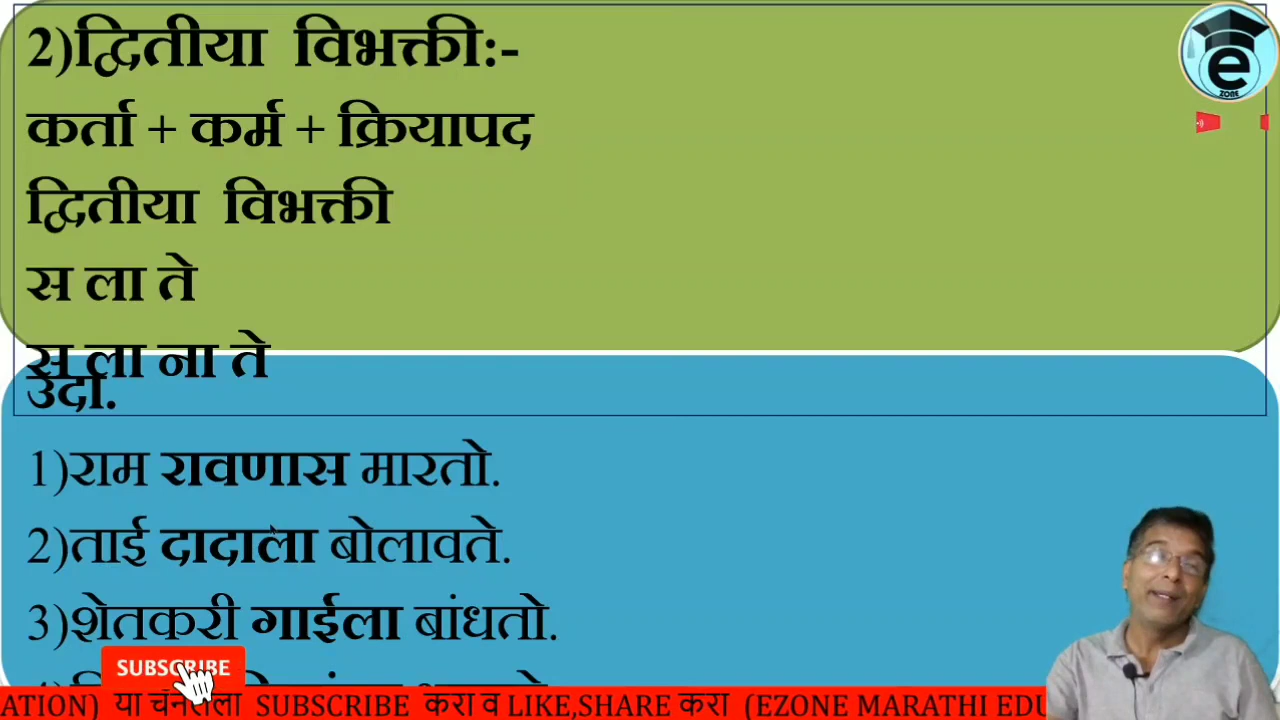 2)द्वितीया विभक्ती:-
कर्ता + कर्म + क्रियापद
द्वितीया विभक्ती
स ला ते
स ला ना ते
उदा.
1)राम रावणास मारतो.
2)ताई दादाला बोलावते.
3)शेतकरी गाईला बांधतो.
SUBSCRIBE
ATION) या चॅनेलला SUBSCRIBE करा व LIKE,SHARE करा (EZONE MARATHI EDU
e
ZONE